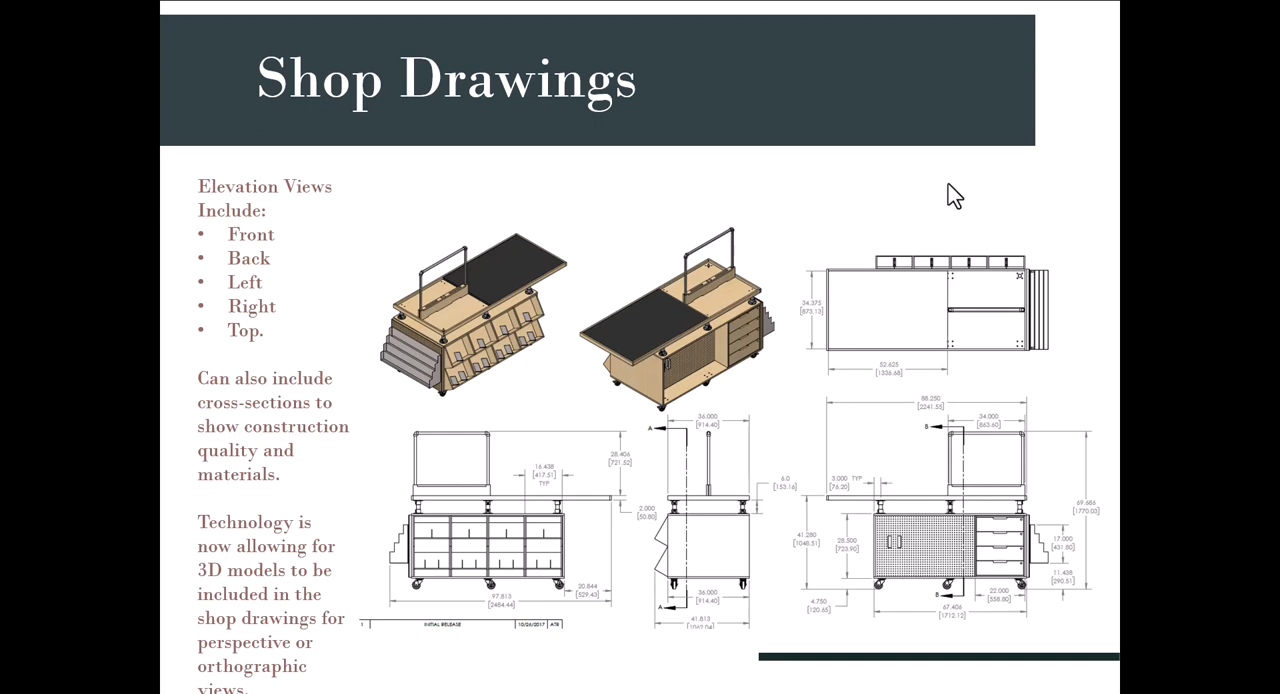 Shop Drawings
Elevation Views
Include:
• Front
• Back
• Left
• Right
• Top.
Can also include
cross-sections to
show construction
quality and
materials.
Technology is
now allowing for
3D models to be
included in the
shop drawings for
perspective or
orthographic
views.
34.375
[873.13]
52.625
[1336.68]
88.250
[2241.55]
36.000
[914.40]
34.000
[863.60]
A
B
28.406
[721.52]
16.438
[417.51]
TYP
6.0
[153.16]
3.000 TYP
[76.20]
2.000
[50.80]
69.686
[1770.03]
41.280
[1048.51]
28.500
[723.90]
17.000
[431.80]
11.438
[290.51]
20.844
[529.43]
97.813
[2484.44]
36.000
[914.40]
A
4.750
[120.65]
B
22.000
[558.80]
67.406
[1712.12]
41.813
1 INITIAL RELEASE 10/26/2017 ATR